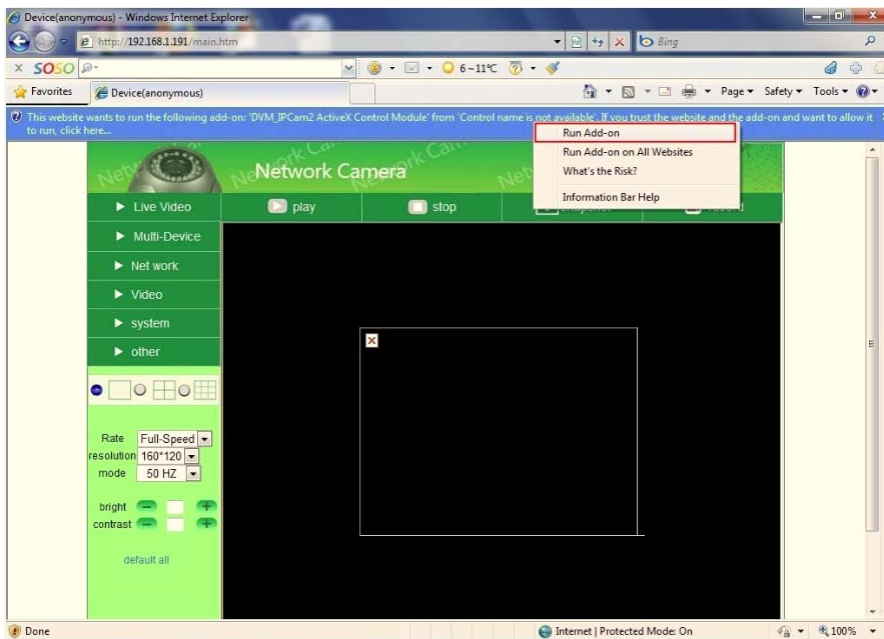 Device(anonymous) - Windows Internet Explorer
http://192.168.1.191/main.htm
Bing
SOSO
6~11℃
Favorites
Device(anonymous)
Page
Safety
Tools
This website wants to run the following add-on: 'DVM_IPCam2 ActiveX Control Module' from 'Control name is not available'. If you trust the website and the add-on and want to allow it
to run, click here...
Run Add-on
Run Add-on on All Websites
What's the Risk?
Information Bar Help
Network Camera
Live Video
play
stop
Multi-Device
Net work
Video
system
other
Rate Full-Speed
resolution 160*120
mode 50 HZ
bright
contrast
default all
Done
Internet | Protected Mode: On
100%